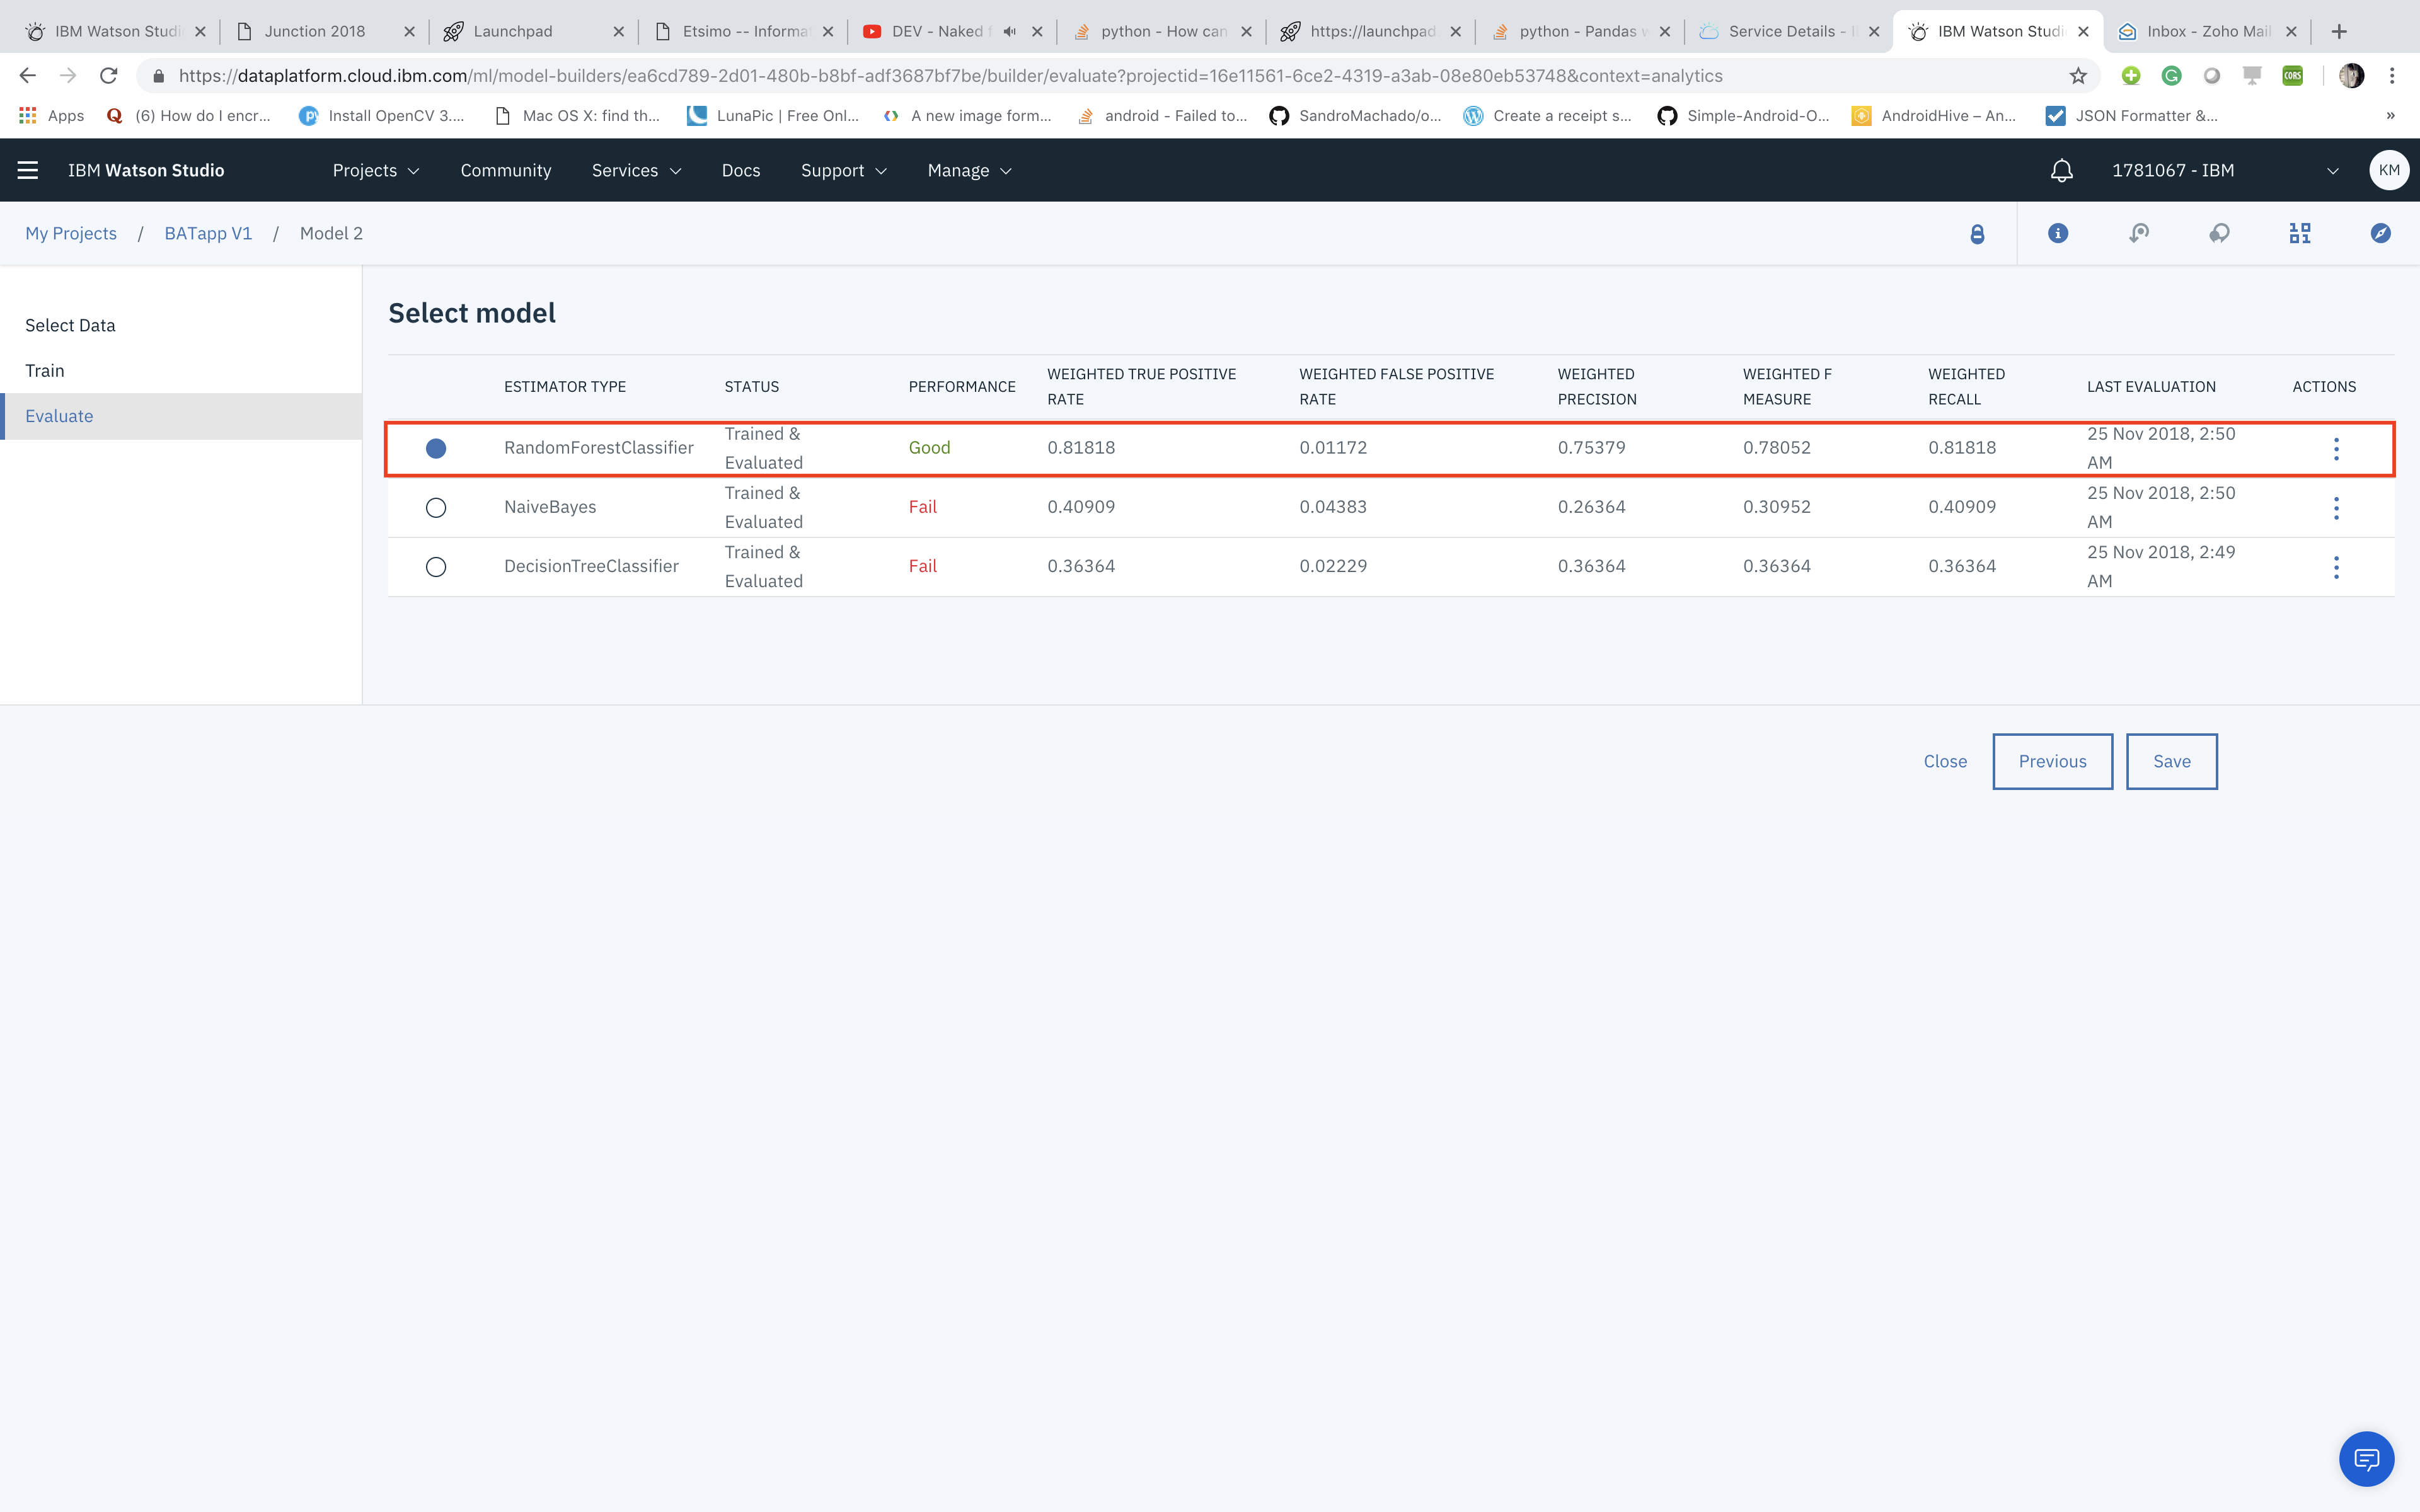 IBM Watson Studi
Junction 2018
Launchpad
Etsimo -- Informa
DEV - Naked f
python - How can
https://launchpad.
python - Pandas w
Service Details - I
IBM Watson Studi
Inbox - Zoho Mail
https://dataplatform.cloud.ibm.com/ml/model-builders/ea6cd789-2d01-480b-b8bf-adf3687bf7be/builder/evaluate?projectid=16e11561-6ce2-4319-a3ab-08e80eb53748&context=analytics
CORS
Apps
(6) How do I encr...
Install OpenCV 3....
Mac OS X: find th...
LunaPic | Free Onl...
A new image form...
android - Failed to...
SandroMachado/o...
Create a receipt s...
Simple-Android-O...
AndroidHive – An...
JSON Formatter &...
»
IBM Watson Studio
Projects
Community
Services
Docs
Support
Manage
1781067 - IBM
KM
My Projects / BATapp V1 / Model 2
Select Data
Train
Evaluate
Select model
ESTIMATOR TYPE
STATUS
PERFORMANCE
WEIGHTED TRUE POSITIVE
RATE
WEIGHTED FALSE POSITIVE
RATE
WEIGHTED
PRECISION
WEIGHTED F
MEASURE
WEIGHTED
RECALL
LAST EVALUATION
ACTIONS
RandomForestClassifier
Trained &
Evaluated
Good
0.81818
0.01172
0.75379
0.78052
0.81818
25 Nov 2018, 2:50
AM
NaiveBayes
Trained &
Evaluated
Fail
0.40909
0.04383
0.26364
0.30952
0.40909
25 Nov 2018, 2:50
AM
DecisionTreeClassifier
Trained &
Evaluated
Fail
0.36364
0.02229
0.36364
0.36364
0.36364
25 Nov 2018, 2:49
AM
Close
Previous
Save